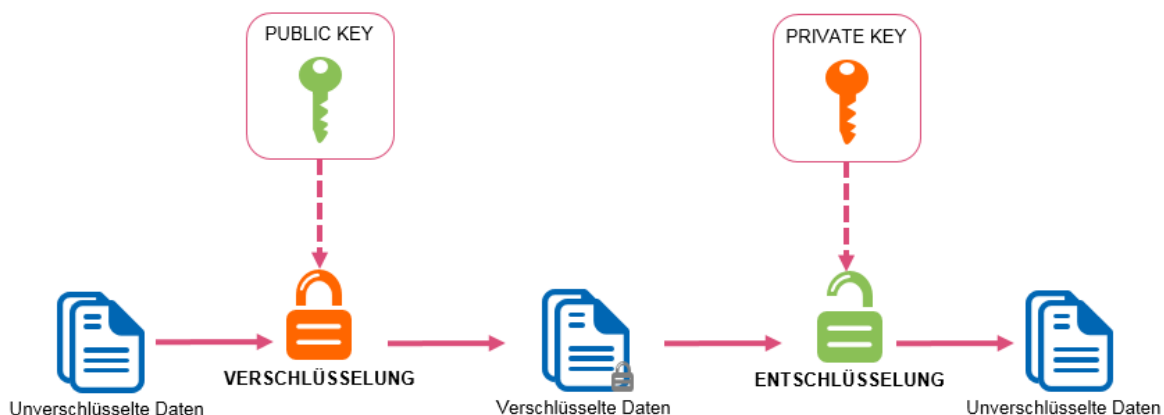 PUBLIC KEY
PRIVATE KEY
VERSCHLÜSSELUNG
ENTSCHLÜSSELUNG
Unverschlüsselte Daten
Verschlüsselte Daten
Unverschlüsselte Daten